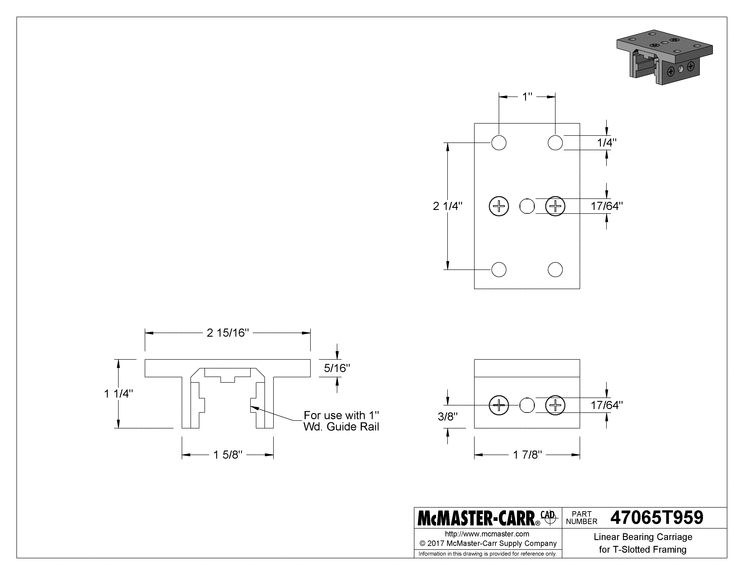 1"
1/4"
2 1/4"
17/64"
2 15/16"
5/16"
1 1/4"
For use with 1"
Wd. Guide Rail
1 5/8"
17/64"
3/8"
1 7/8"
McMASTER-CARR® CAD
PART
NUMBER
47065T959
http://www.mcmaster.com
© 2017 McMaster-Carr Supply Company
Information in this drawing is provided for reference only.
Linear Bearing Carriage
for T-Slotted Framing